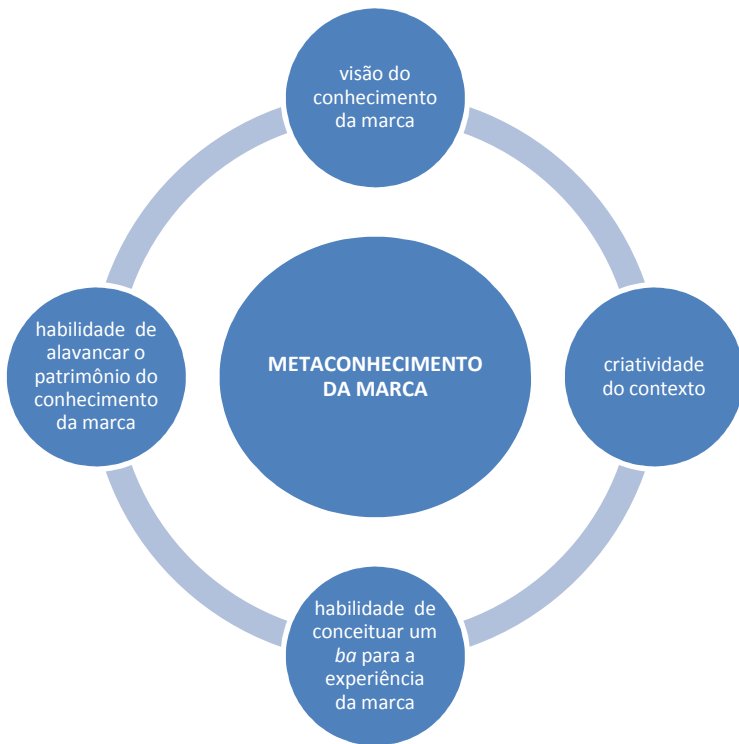 visão do
conhecimento
da marca
habilidade de
alavancar o
patrimônio do
conhecimento
da marca
METACONHECIMENTO
DA MARCA
criatividade
do contexto
habilidade de
conceituar um
ba para a
experiência
da marca